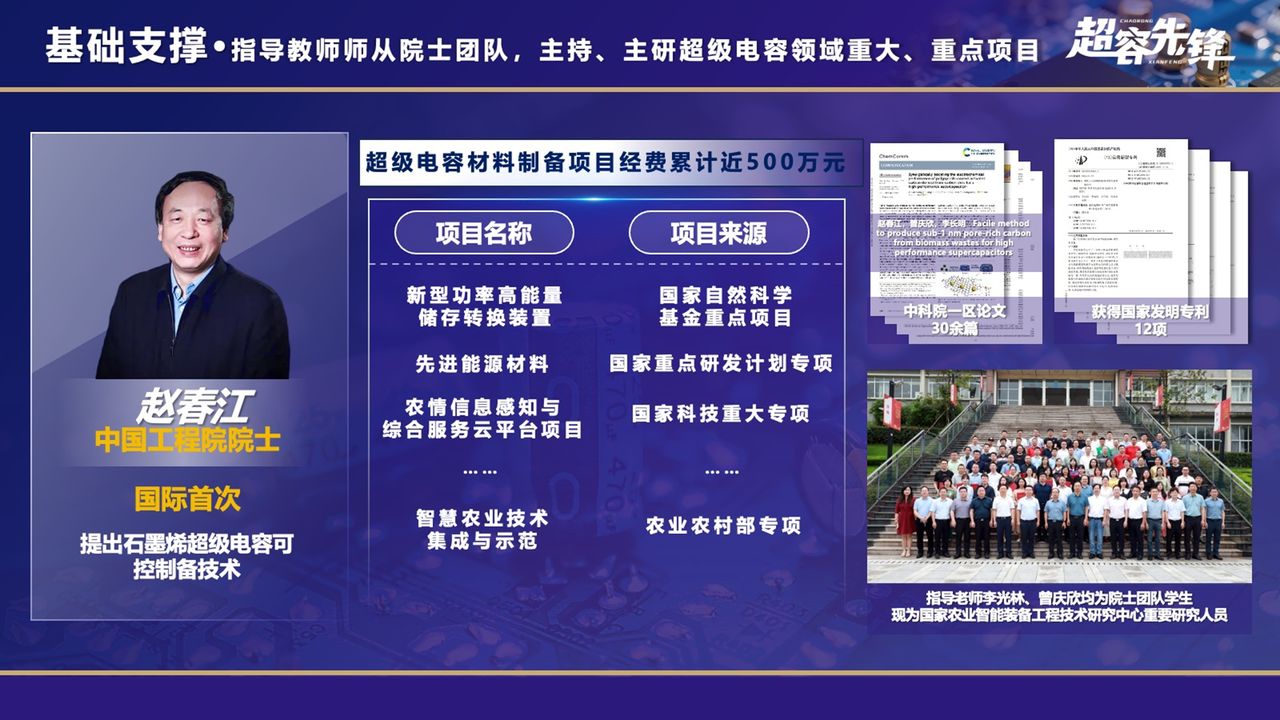 基础支撑•指导教师师从院士团队，主持、主研超级电容领域重大、重点项目
超容先锋
CHAORONG
XIANFENG
赵春江
中国工程院院士
国际首次
提出石墨烯超级电容可
控制备技术
超级电容材料制备项目经费累计近500万元
项目名称
项目来源
新型功率高能量
储存转换装置
国家自然科学
基金重点项目
先进能源材料
国家重点研发计划专项
农情信息感知与
综合服务云平台项目
国家科技重大专项
……
……
智慧农业技术
集成与示范
农业农村部专项
ChemComm
赵春江，曾庆欣，李长明. Facile method
to produce sub-1 nm pore-rich carbon
from biomass wastes for high
performance supercapacitors
中科院一区论文
30余篇
获得国家发明专利
12项
指导老师李光林、曾庆欣均为院士团队学生
现为国家农业智能装备工程技术研究中心重要研究人员